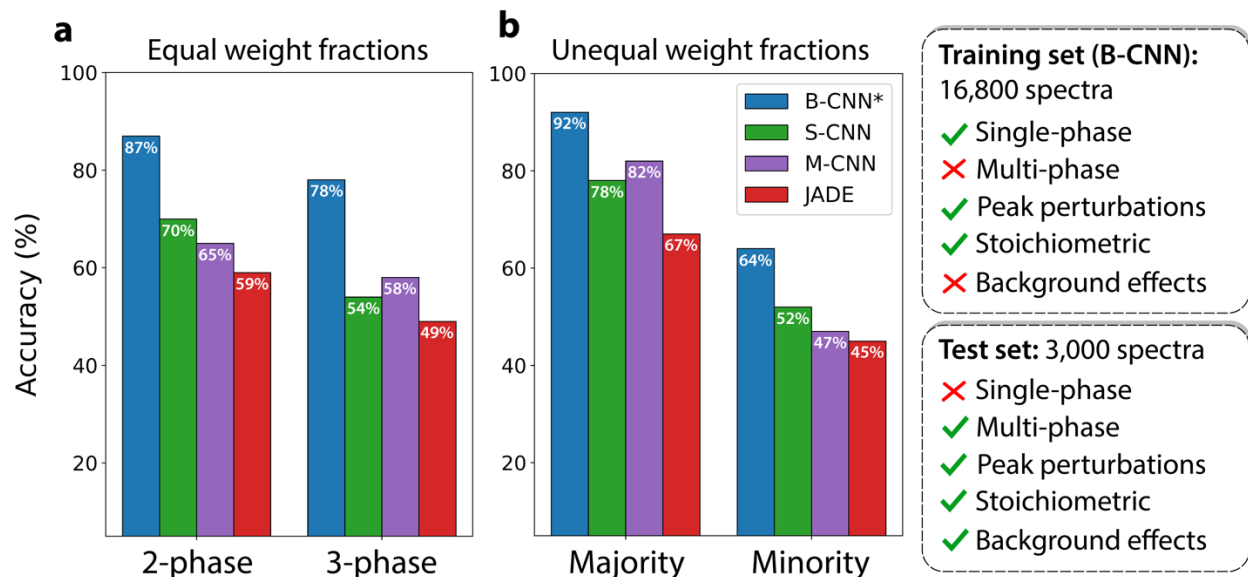 a
Equal weight fractions
100
80
60
40
20
Accuracy (%)
87%
70%
65%
59%
78%
54%
58%
49%
2-phase
3-phase
b
Unequal weight fractions
100
80
60
40
20
B-CNN*
S-CNN
M-CNN
JADE
92%
78%
82%
67%
64%
52%
47%
45%
Majority
Minority
Training set (B-CNN):
16,800 spectra
Single-phase
Multi-phase
Peak perturbations
Stoichiometric
Background effects
Test set: 3,000 spectra
Single-phase
Multi-phase
Peak perturbations
Stoichiometric
Background effects